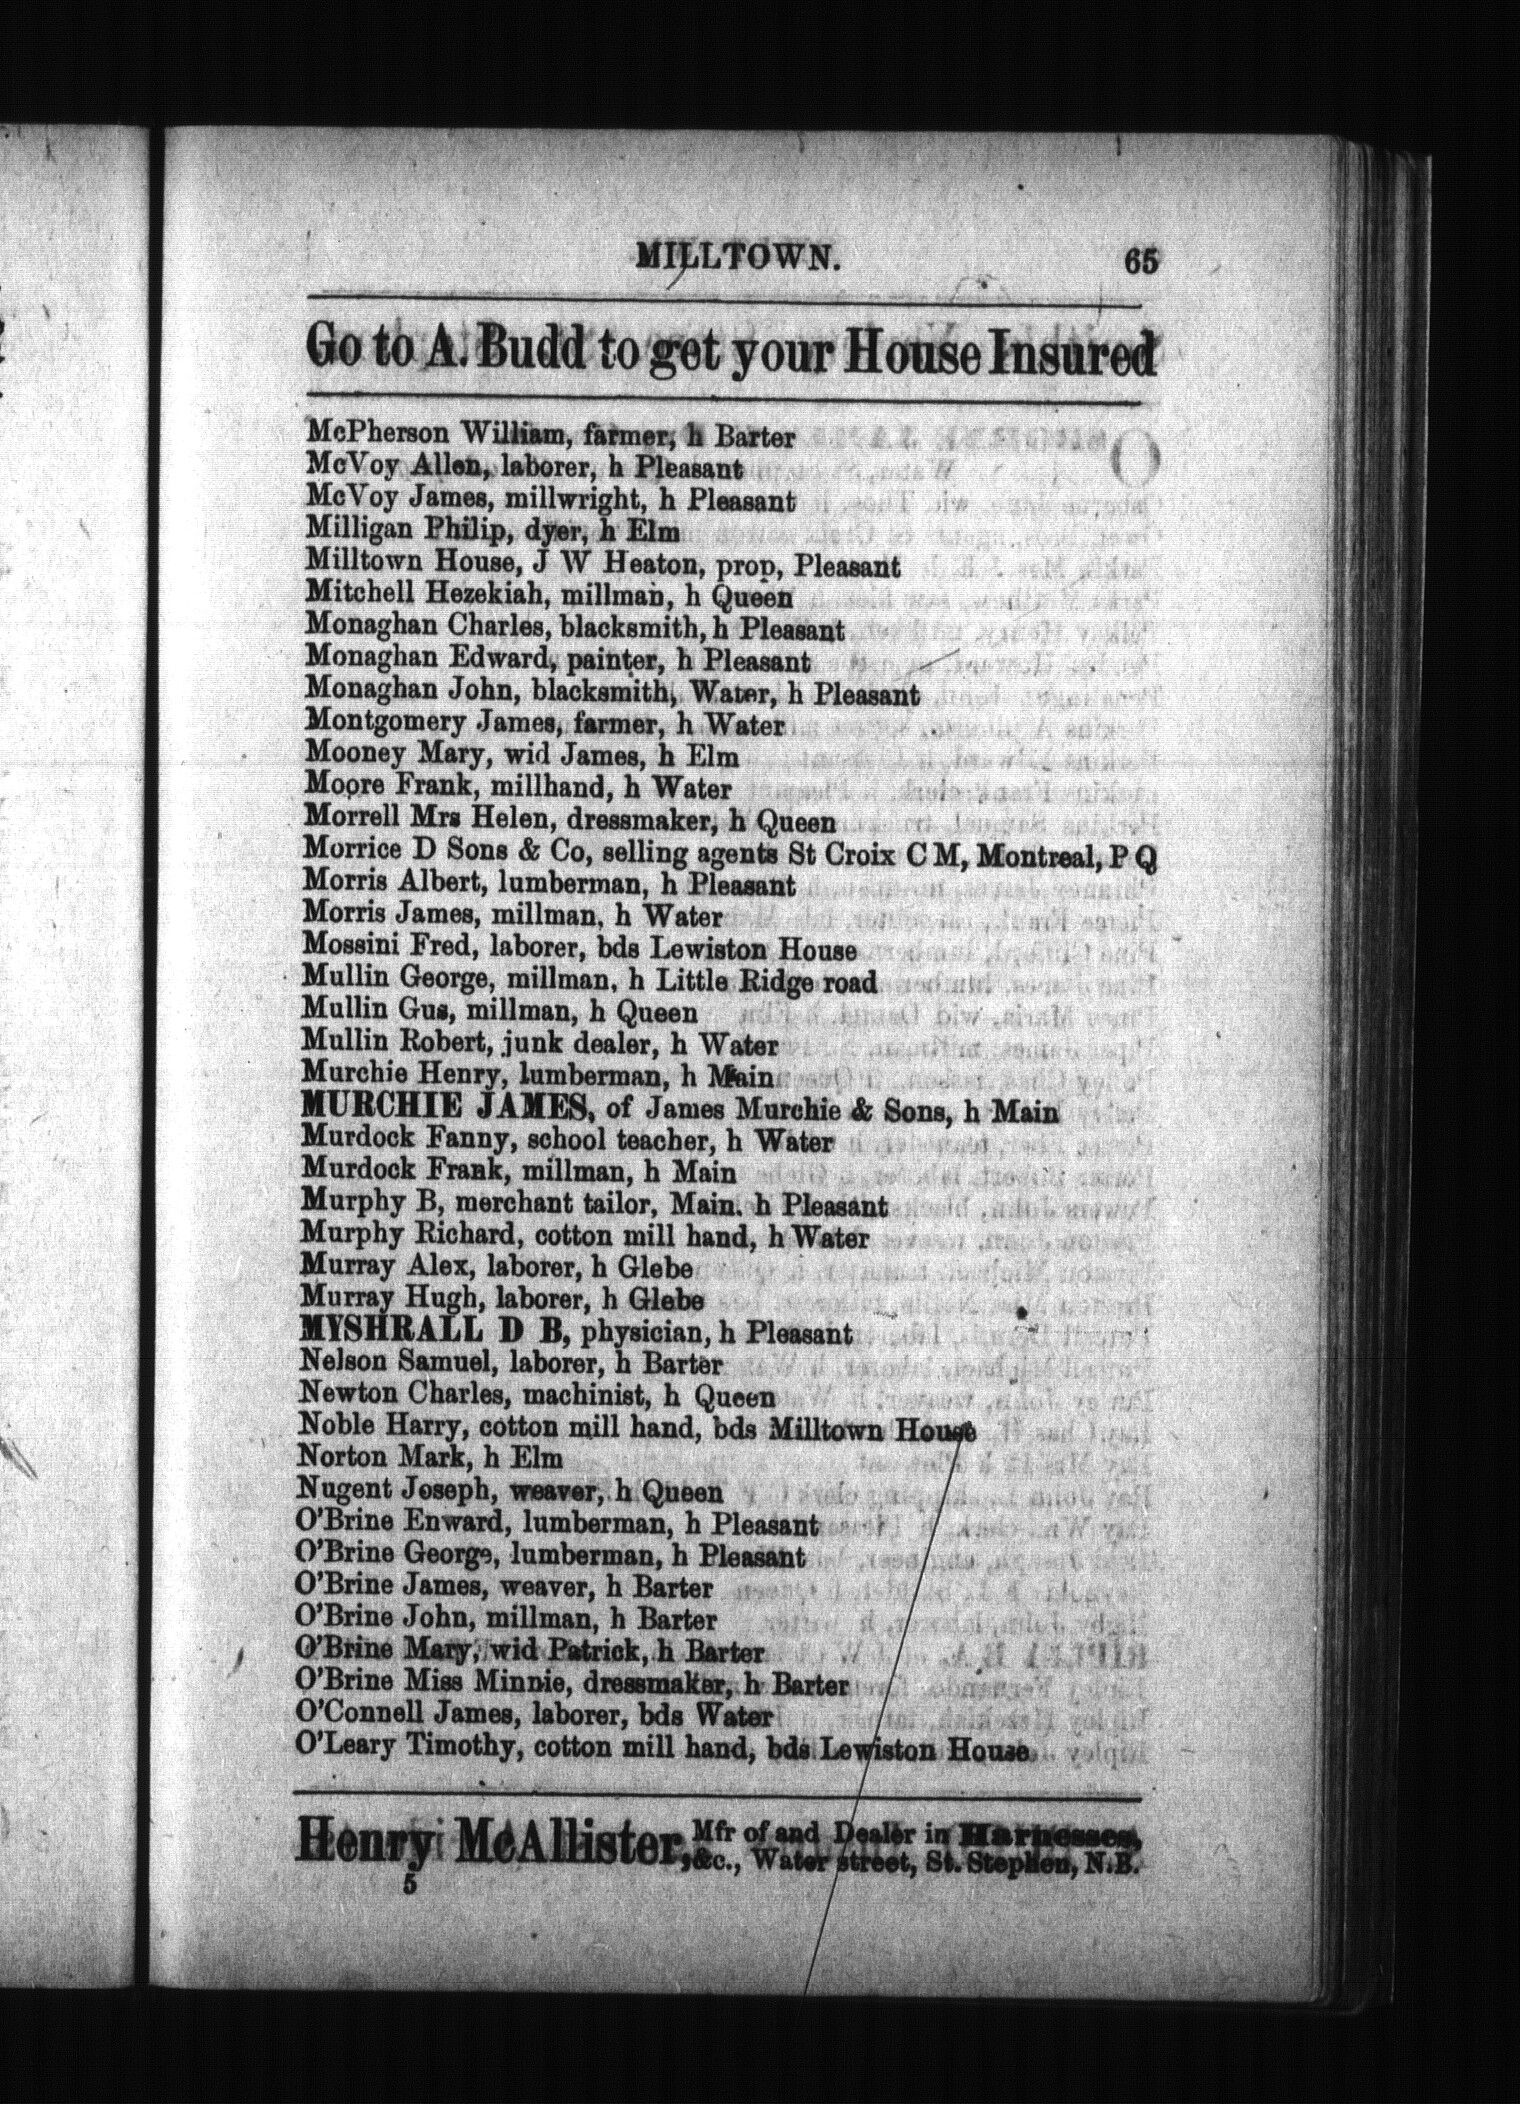 MILLTOWN. 65
Go to A. Budd to get your House Insured
McPherson William, farmer, h Barter
McVoy Allen, laborer, h Pleasant
McVoy James, millwright, h Pleasant
Milligan Philip, dyer, h Elm
Milltown House, J W Heaton, prop, Pleasant
Mitchell Hezekiah, millman, h Queen
Monaghan Charles, blacksmith, h Pleasant
Monaghan Edward, painter, h Pleasant
Monaghan John, blacksmith, Water, h Pleasant
Montgomery James, farmer, h Water
Mooney Mary, wid James, h Elm
Moore Frank, millhand, h Water
Morrell Mrs Helen, dressmaker, h Queen
Morrice D Sons & Co, selling agents St Croix C M, Montreal, P Q
Morris Albert, lumberman, h Pleasant
Morris James, millman, h Water
Mossini Fred, laborer, bds Lewiston House
Mullin George, millman, h Little Ridge road
Mullin Gus, millman, h Queen
Mullin Robert, junk dealer, h Water
Murchie Henry, lumberman, h Main
MURCHIE JAMES, of James Murchie & Sons, h Main
Murdock Fanny, school teacher, h Water
Murdock Frank, millman, h Main
Murphy B, merchant tailor, Main. h Pleasant
Murphy Richard, cotton mill hand, h Water
Murray Alex, laborer, h Glebe
Murray Hugh, laborer, h Glebe
MYSHRALL D B, physician, h Pleasant
Nelson Samuel, laborer, h Barter
Newton Charles, machinist, h Queen
Noble Harry, cotton mill hand, bds Milltown House
Norton Mark, h Elm
Nugent Joseph, weaver, h Queen
O'Brine Enward, lumberman, h Pleasant
O'Brine George, lumberman, h Pleasant
O'Brine James, weaver, h Barter
O'Brine John, millman, h Barter
O'Brine Mary, wid Patrick, h Barter
O'Brine Miss Minnie, dressmaker, h Barter
O'Connell James, laborer, bds Water
O'Leary Timothy, cotton mill hand, bds Lewiston House
Henry McAllister, Mfr of and Dealer in Harnesses,
&c., Water street, St. Stephen, N.B.
5